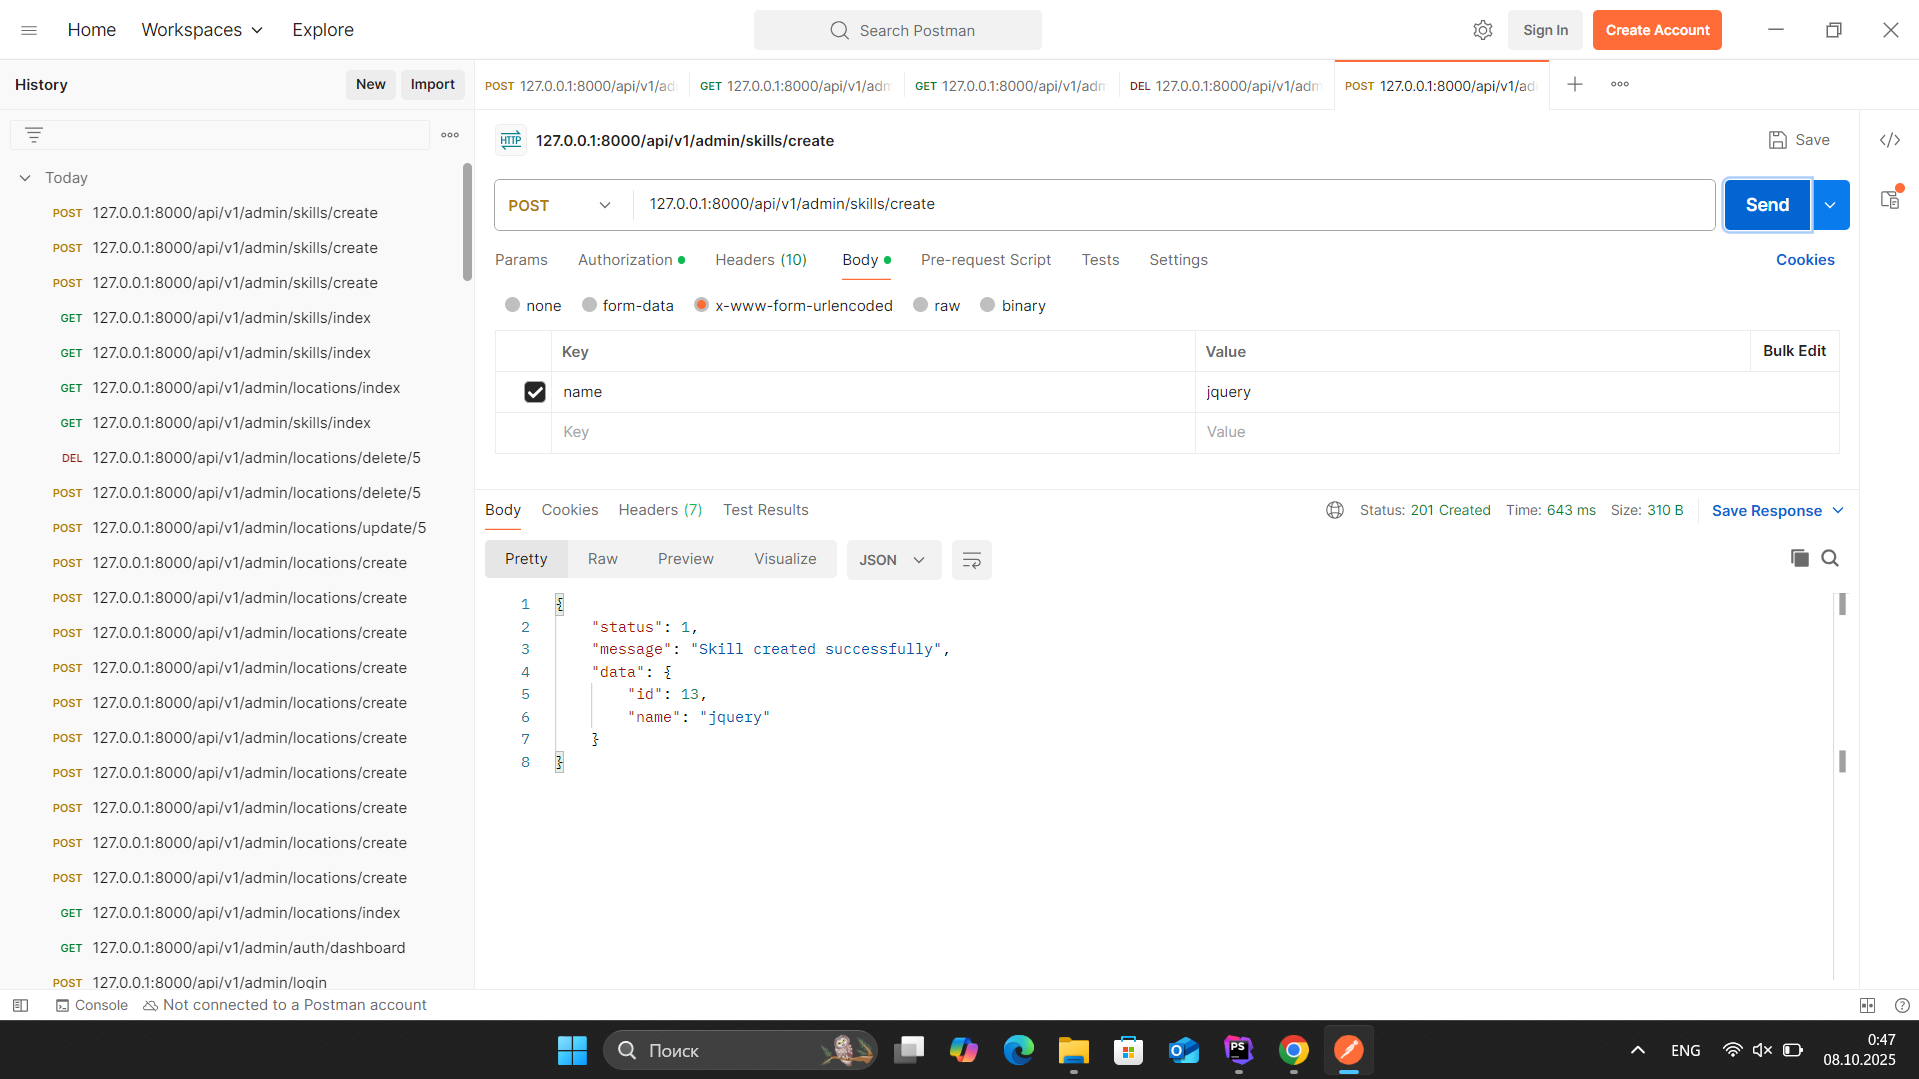 Home
Workspaces
Explore
Search Postman
Sign In
Create Account
History
New
Import
POST 127.0.0.1:8000/api/v1/ad
GET 127.0.0.1:8000/api/v1/adm
GET 127.0.0.1:8000/api/v1/adm
DEL 127.0.0.1:8000/api/v1/adm
POST 127.0.0.1:8000/api/v1/ad
HTTP 127.0.0.1:8000/api/v1/admin/skills/create
Save
Today
POST 127.0.0.1:8000/api/v1/admin/skills/create
POST 127.0.0.1:8000/api/v1/admin/skills/create
POST 127.0.0.1:8000/api/v1/admin/skills/create
GET 127.0.0.1:8000/api/v1/admin/skills/index
GET 127.0.0.1:8000/api/v1/admin/skills/index
GET 127.0.0.1:8000/api/v1/admin/locations/index
GET 127.0.0.1:8000/api/v1/admin/skills/index
DEL 127.0.0.1:8000/api/v1/admin/locations/delete/5
POST 127.0.0.1:8000/api/v1/admin/locations/delete/5
POST 127.0.0.1:8000/api/v1/admin/locations/update/5
POST 127.0.0.1:8000/api/v1/admin/locations/create
POST 127.0.0.1:8000/api/v1/admin/locations/create
POST 127.0.0.1:8000/api/v1/admin/locations/create
POST 127.0.0.1:8000/api/v1/admin/locations/create
POST 127.0.0.1:8000/api/v1/admin/locations/create
POST 127.0.0.1:8000/api/v1/admin/locations/create
POST 127.0.0.1:8000/api/v1/admin/locations/create
POST 127.0.0.1:8000/api/v1/admin/locations/create
POST 127.0.0.1:8000/api/v1/admin/locations/create
POST 127.0.0.1:8000/api/v1/admin/locations/create
GET 127.0.0.1:8000/api/v1/admin/locations/index
GET 127.0.0.1:8000/api/v1/admin/auth/dashboard
POST 127.0.0.1:8000/api/v1/admin/login
POST 127.0.0.1:8000/api/v1/admin/skills/create
Send
Params Authorization Headers (10) Body Pre-request Script Tests Settings Cookies
none form-data x-www-form-urlencoded raw binary
Key Value Bulk Edit
name jquery
Key Value
Body Cookies Headers (7) Test Results Status: 201 Created Time: 643 ms Size: 310 B Save Response
Pretty Raw Preview Visualize JSON
1 {
2 "status": 1,
3 "message": "Skill created successfully",
4 "data": {
5 "id": 13,
6 "name": "jquery"
7 }
8 }
Console Not connected to a Postman account
Поиск
PS
ENG
0:47
08.10.2025